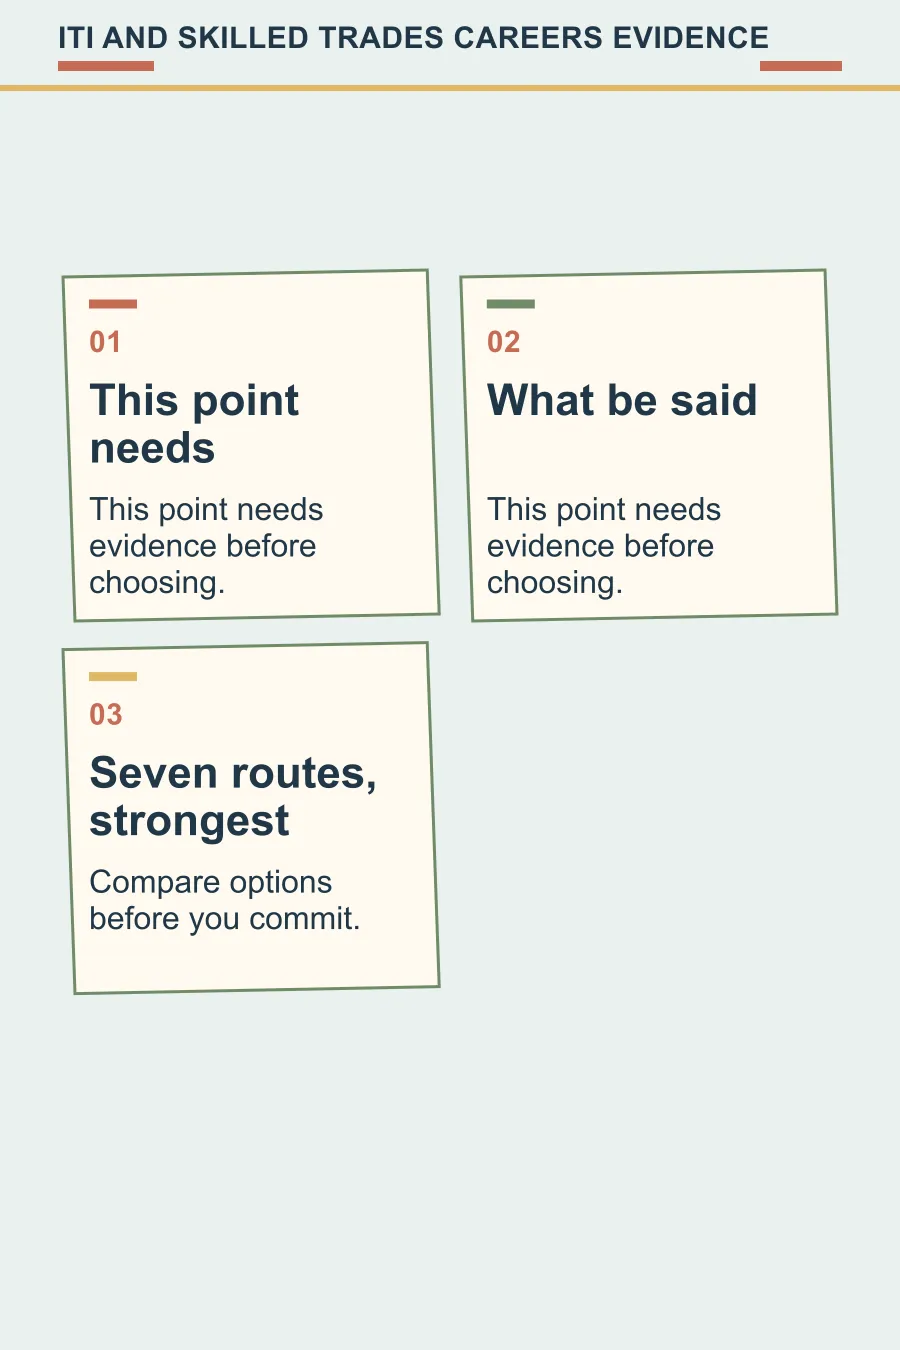 ITI AND SKILLED TRADES CAREERS EVIDENCE
01
This point
needs
This point needs
evidence before
choosing.
02
What be said
This point needs
evidence before
choosing.
03
Seven routes,
strongest
Compare options
before you commit.